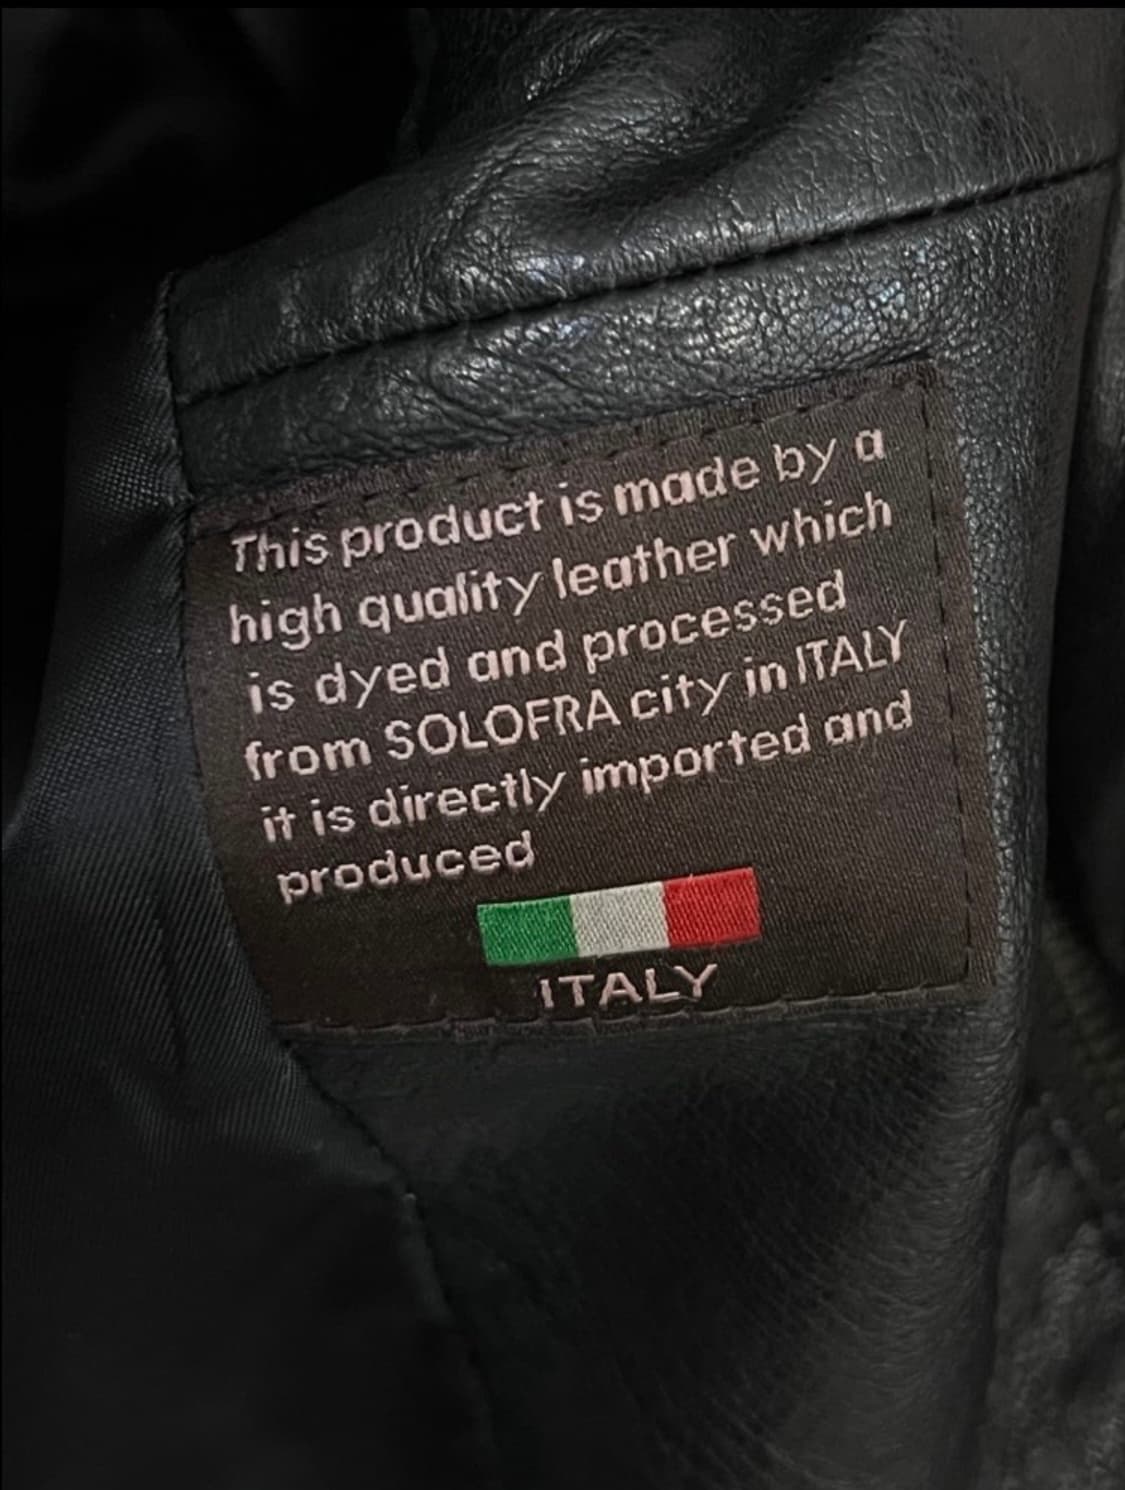 This product is made by a
high quality leather which
is dyed and processed
from SOLOFRA city in ITALY
it is directly imported and
produced
ITALY